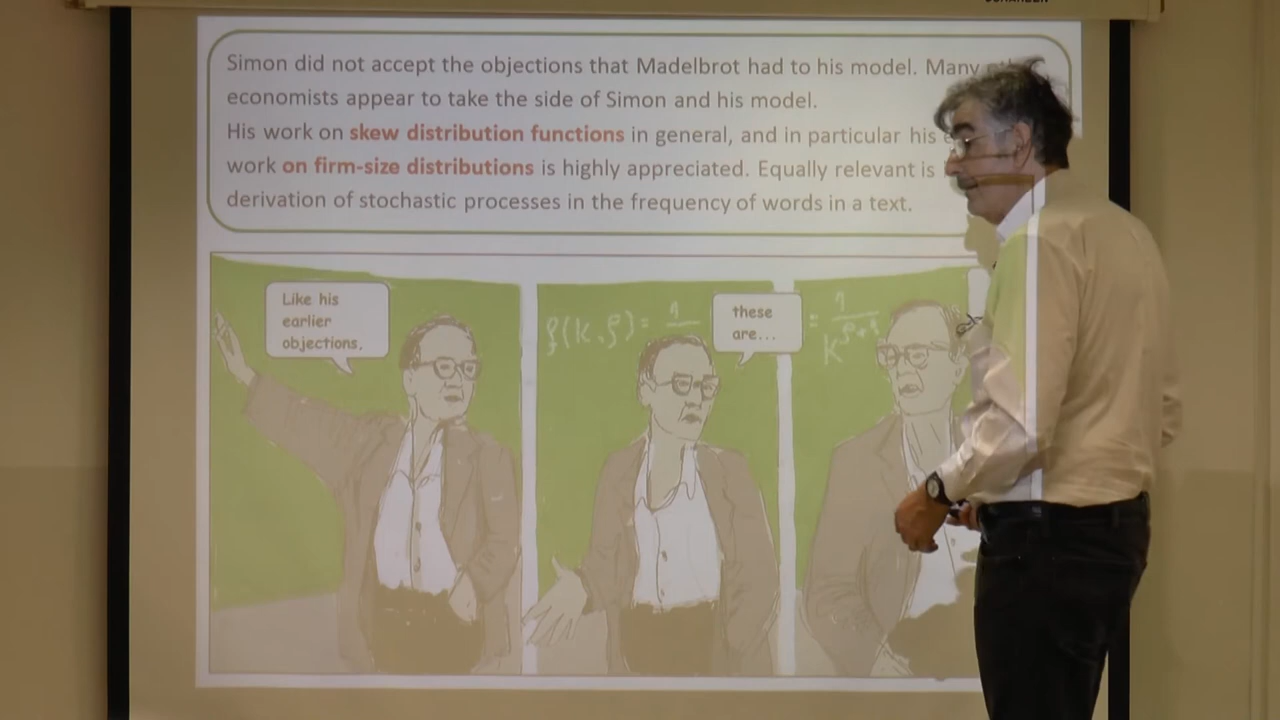 Simon did not accept the objections that Madelbrot had to his model. Many
economists appear to take the side of Simon and his model.
His work on skew distribution functions in general, and in particular his
work on firm-size distributions is highly appreciated. Equally relevant is
derivation of stochastic processes in the frequency of words in a text.
Like his
earlier
objections.
these
are...